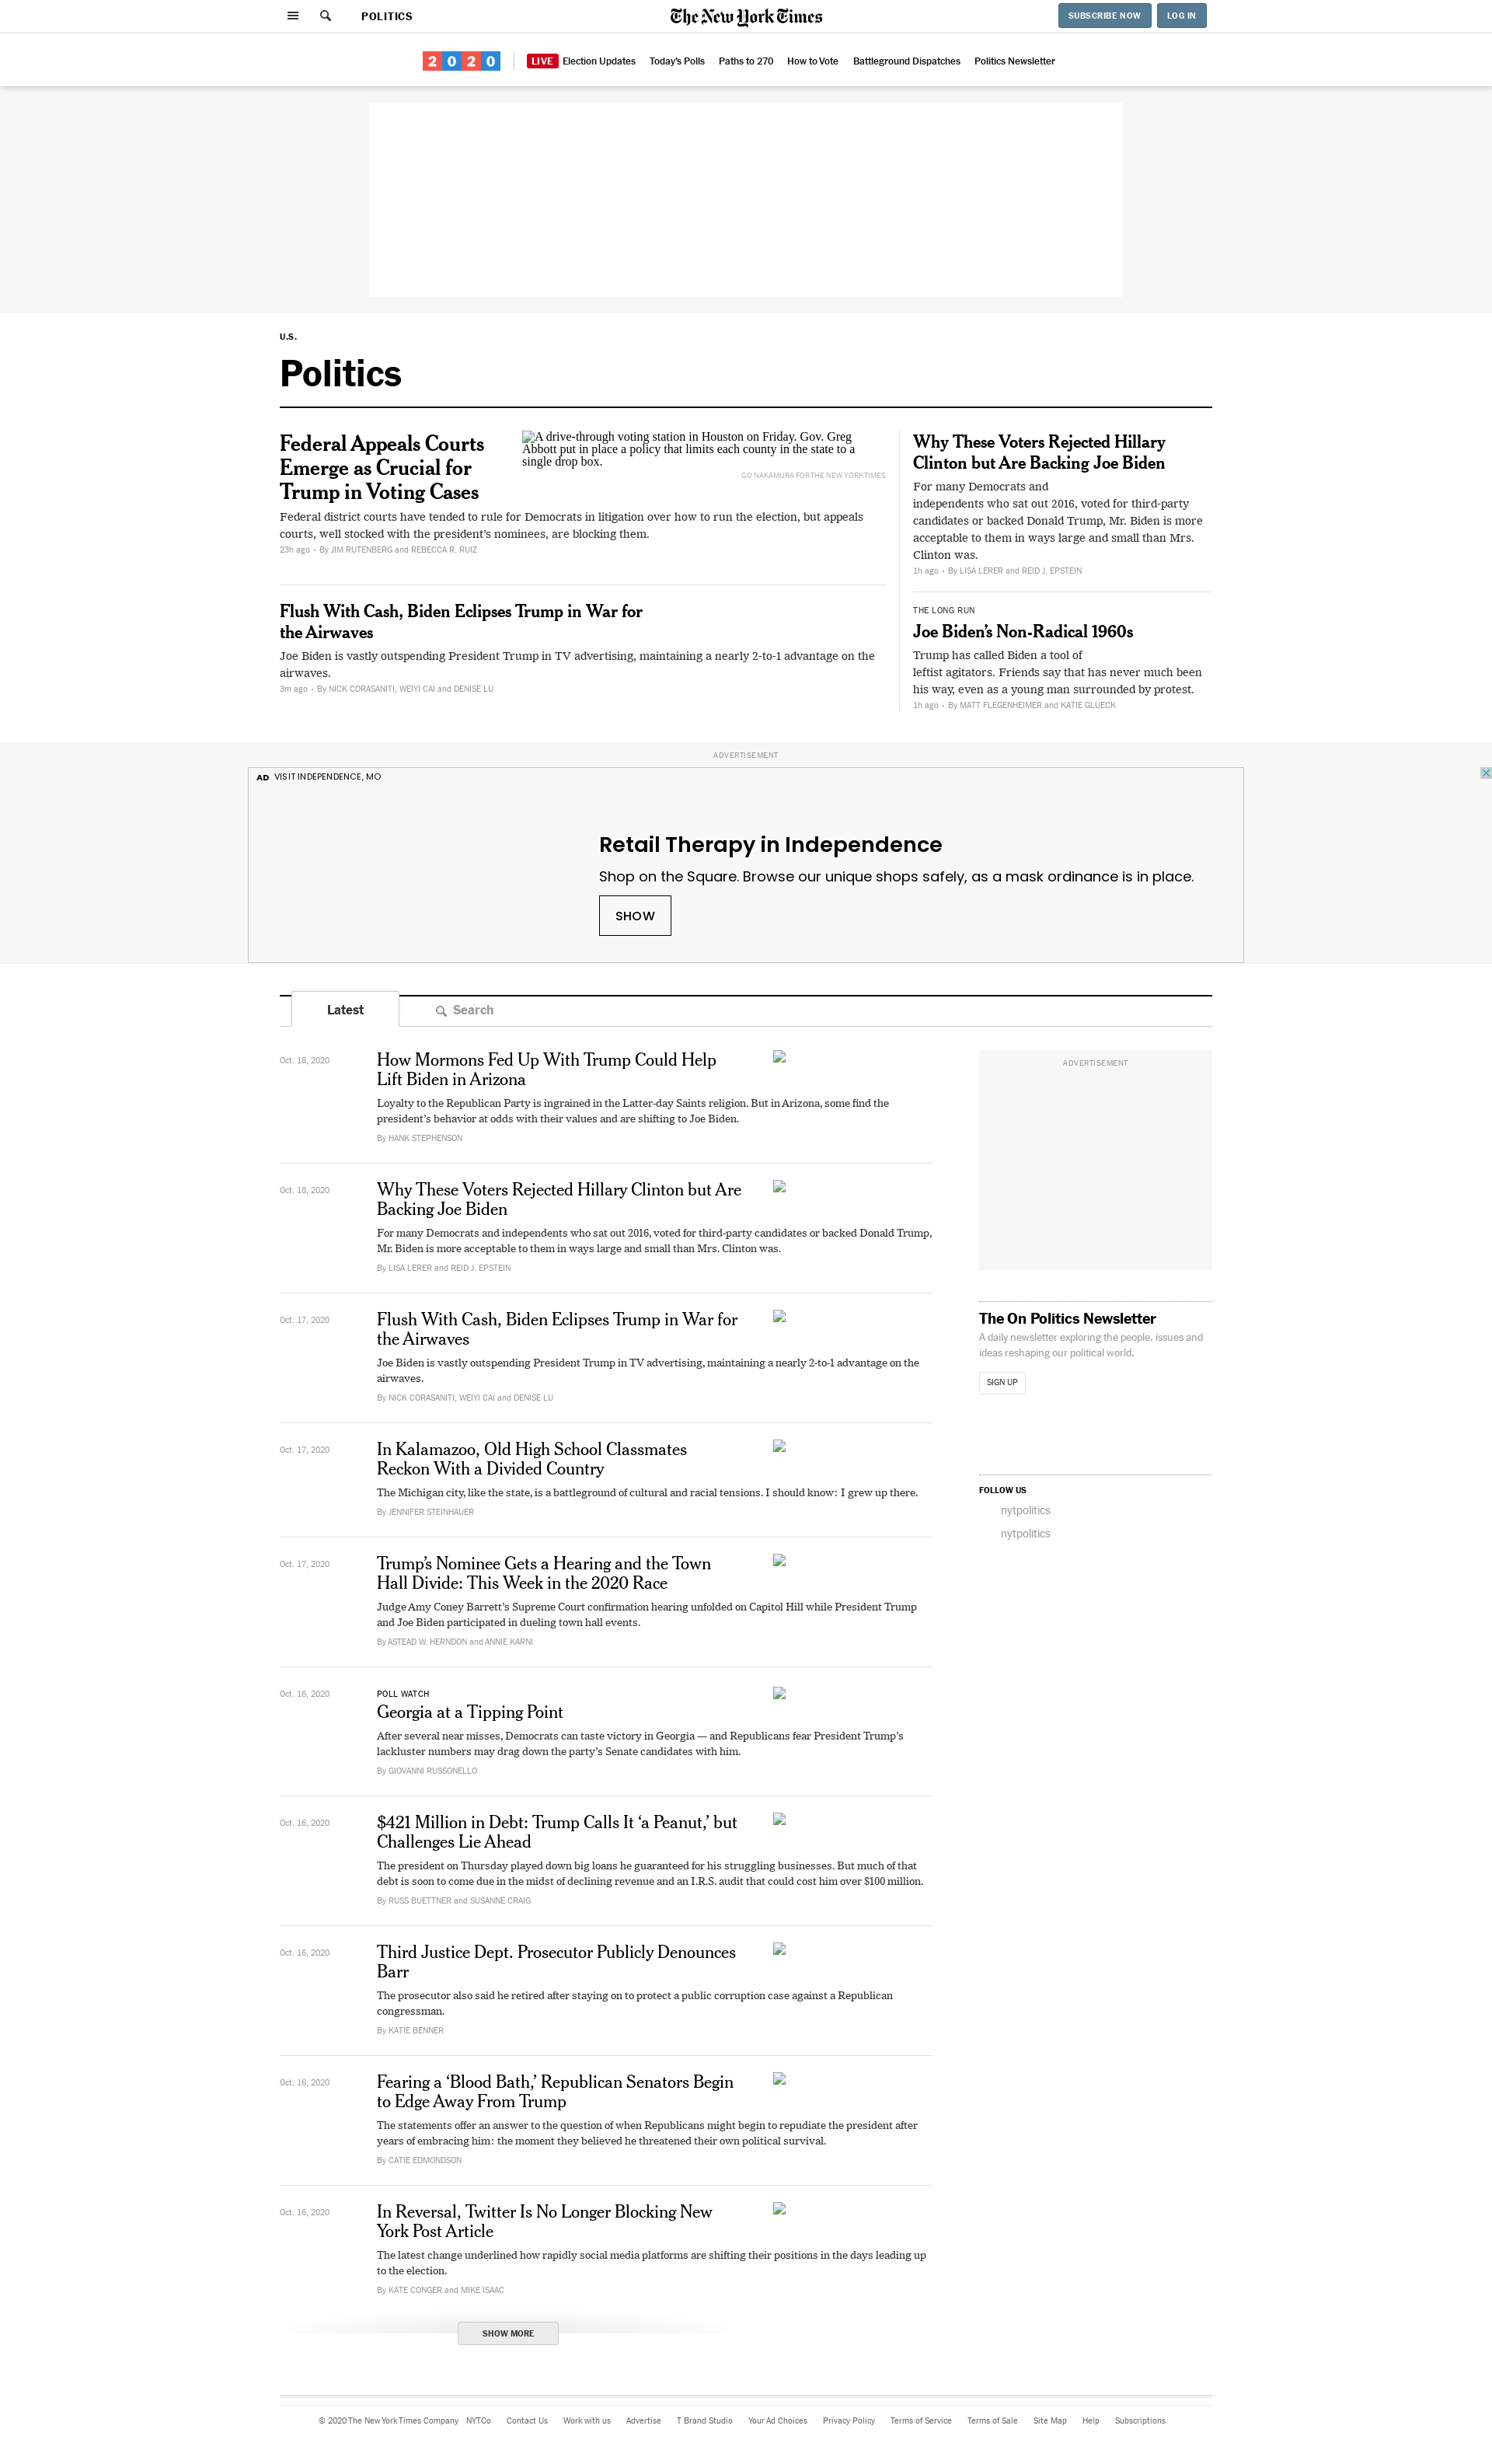 POLITICS
The New York Times
SUBSCRIBE NOW
LOG IN
2020
LIVE Election Updates
Today's Polls
Paths to 270
How to Vote
Battleground Dispatches
Politics Newsletter
U.S.
Politics
Federal Appeals Courts
Emerge as Crucial for
Trump in Voting Cases
A drive-through voting station in Houston on Friday. Gov. Greg
Abbott put in place a policy that limits each county in the state to a
single drop box.
GO NAKAMURA FOR THE NEW YORK TIMES
Federal district courts have tended to rule for Democrats in litigation over how to run the election, but appeals
courts, well stocked with the president's nominees, are blocking them.
23h ago • By JIM RUTENBERG and REBECCA R. RUIZ
Flush With Cash, Biden Eclipses Trump in War for
the Airwaves
Joe Biden is vastly outspending President Trump in TV advertising, maintaining a nearly 2-to-1 advantage on the
airwaves.
3m ago • By NICK CORASANITI, WEIYI CAI and DENISE LU
Why These Voters Rejected Hillary
Clinton but Are Backing Joe Biden
For many Democrats and
independents who sat out 2016, voted for third-party
candidates or backed Donald Trump, Mr. Biden is more
acceptable to them in ways large and small than Mrs.
Clinton was.
1h ago • By LISA LERER and REID J. EPSTEIN
THE LONG RUN
Joe Biden's Non-Radical 1960s
Trump has called Biden a tool of
leftist agitators. Friends say that has never much been
his way, even as a young man surrounded by protest.
1h ago • By MATT FLEGENHEIMER and KATIE GLUECK
ADVERTISEMENT
AD VISIT INDEPENDENCE, MO
Retail Therapy in Independence
Shop on the Square. Browse our unique shops safely, as a mask ordinance is in place.
SHOW
Latest
Search
Oct. 18, 2020
How Mormons Fed Up With Trump Could Help
Lift Biden in Arizona
Loyalty to the Republican Party is ingrained in the Latter-day Saints religion. But in Arizona, some find the
president's behavior at odds with their values and are shifting to Joe Biden.
By HANK STEPHENSON
Oct. 18, 2020
Why These Voters Rejected Hillary Clinton but Are
Backing Joe Biden
For many Democrats and independents who sat out 2016, voted for third-party candidates or backed Donald Trump,
Mr. Biden is more acceptable to them in ways large and small than Mrs. Clinton was.
By LISA LERER and REID J. EPSTEIN
Oct. 17, 2020
Flush With Cash, Biden Eclipses Trump in War for
the Airwaves
Joe Biden is vastly outspending President Trump in TV advertising, maintaining a nearly 2-to-1 advantage on the
airwaves.
By NICK CORASANITI, WEIYI CAI and DENISE LU
Oct. 17, 2020
In Kalamazoo, Old High School Classmates
Reckon With a Divided Country
The Michigan city, like the state, is a battleground of cultural and racial tensions. I should know: I grew up there.
By JENNIFER STEINHAUER
Oct. 17, 2020
Trump's Nominee Gets a Hearing and the Town
Hall Divide: This Week in the 2020 Race
Judge Amy Coney Barrett's Supreme Court confirmation hearing unfolded on Capitol Hill while President Trump
and Joe Biden participated in dueling town hall events.
By ASTEAD W. HERNDON and ANNIE KARNI
Oct. 16, 2020
POLL WATCH
Georgia at a Tipping Point
After several near misses, Democrats can taste victory in Georgia — and Republicans fear President Trump's
lackluster numbers may drag down the party's Senate candidates with him.
By GIOVANNI RUSSONELLO
Oct. 16, 2020
$421 Million in Debt: Trump Calls It 'a Peanut,' but
Challenges Lie Ahead
The president on Thursday played down big loans he guaranteed for his struggling businesses. But much of that
debt is soon to come due in the midst of declining revenue and an I.R.S. audit that could cost him over $100 million.
By RUSS BUETTNER and SUSANNE CRAIG
Oct. 16, 2020
Third Justice Dept. Prosecutor Publicly Denounces
Barr
The prosecutor also said he retired after staying on to protect a public corruption case against a Republican
congressman.
By KATIE BENNER
Oct. 16, 2020
Fearing a 'Blood Bath,' Republican Senators Begin
to Edge Away From Trump
The statements offer an answer to the question of when Republicans might begin to repudiate the president after
years of embracing him: the moment they believed he threatened their own political survival.
By CATIE EDMONDSON
Oct. 16, 2020
In Reversal, Twitter Is No Longer Blocking New
York Post Article
The latest change underlined how rapidly social media platforms are shifting their positions in the days leading up
to the election.
By KATE CONGER and MIKE ISAAC
SHOW MORE
ADVERTISEMENT
The On Politics Newsletter
A daily newsletter exploring the people, issues and
ideas reshaping our political world.
SIGN UP
FOLLOW US
nytpolitics
nytpolitics
© 2020 The New York Times Company
NYTCo
Contact Us
Work with us
Advertise
T Brand Studio
Your Ad Choices
Privacy Policy
Terms of Service
Terms of Sale
Site Map
Help
Subscriptions